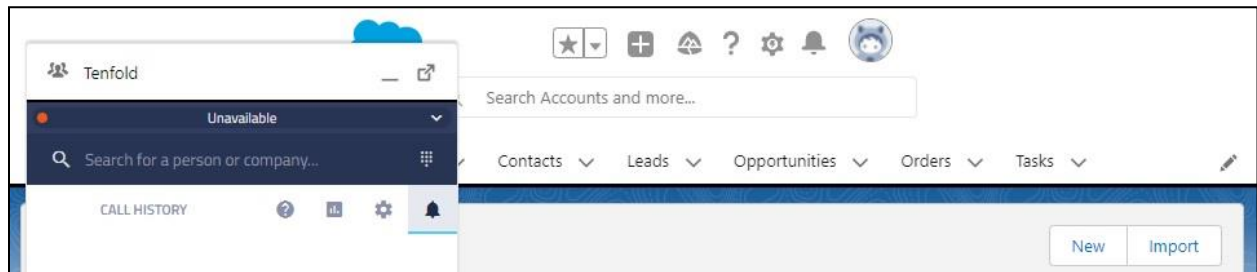 Tenfold
Unavailable
Search Accounts and more...
Search for a person or company...
Contacts Leads Opportunities Orders Tasks
CALL HISTORY
New Import